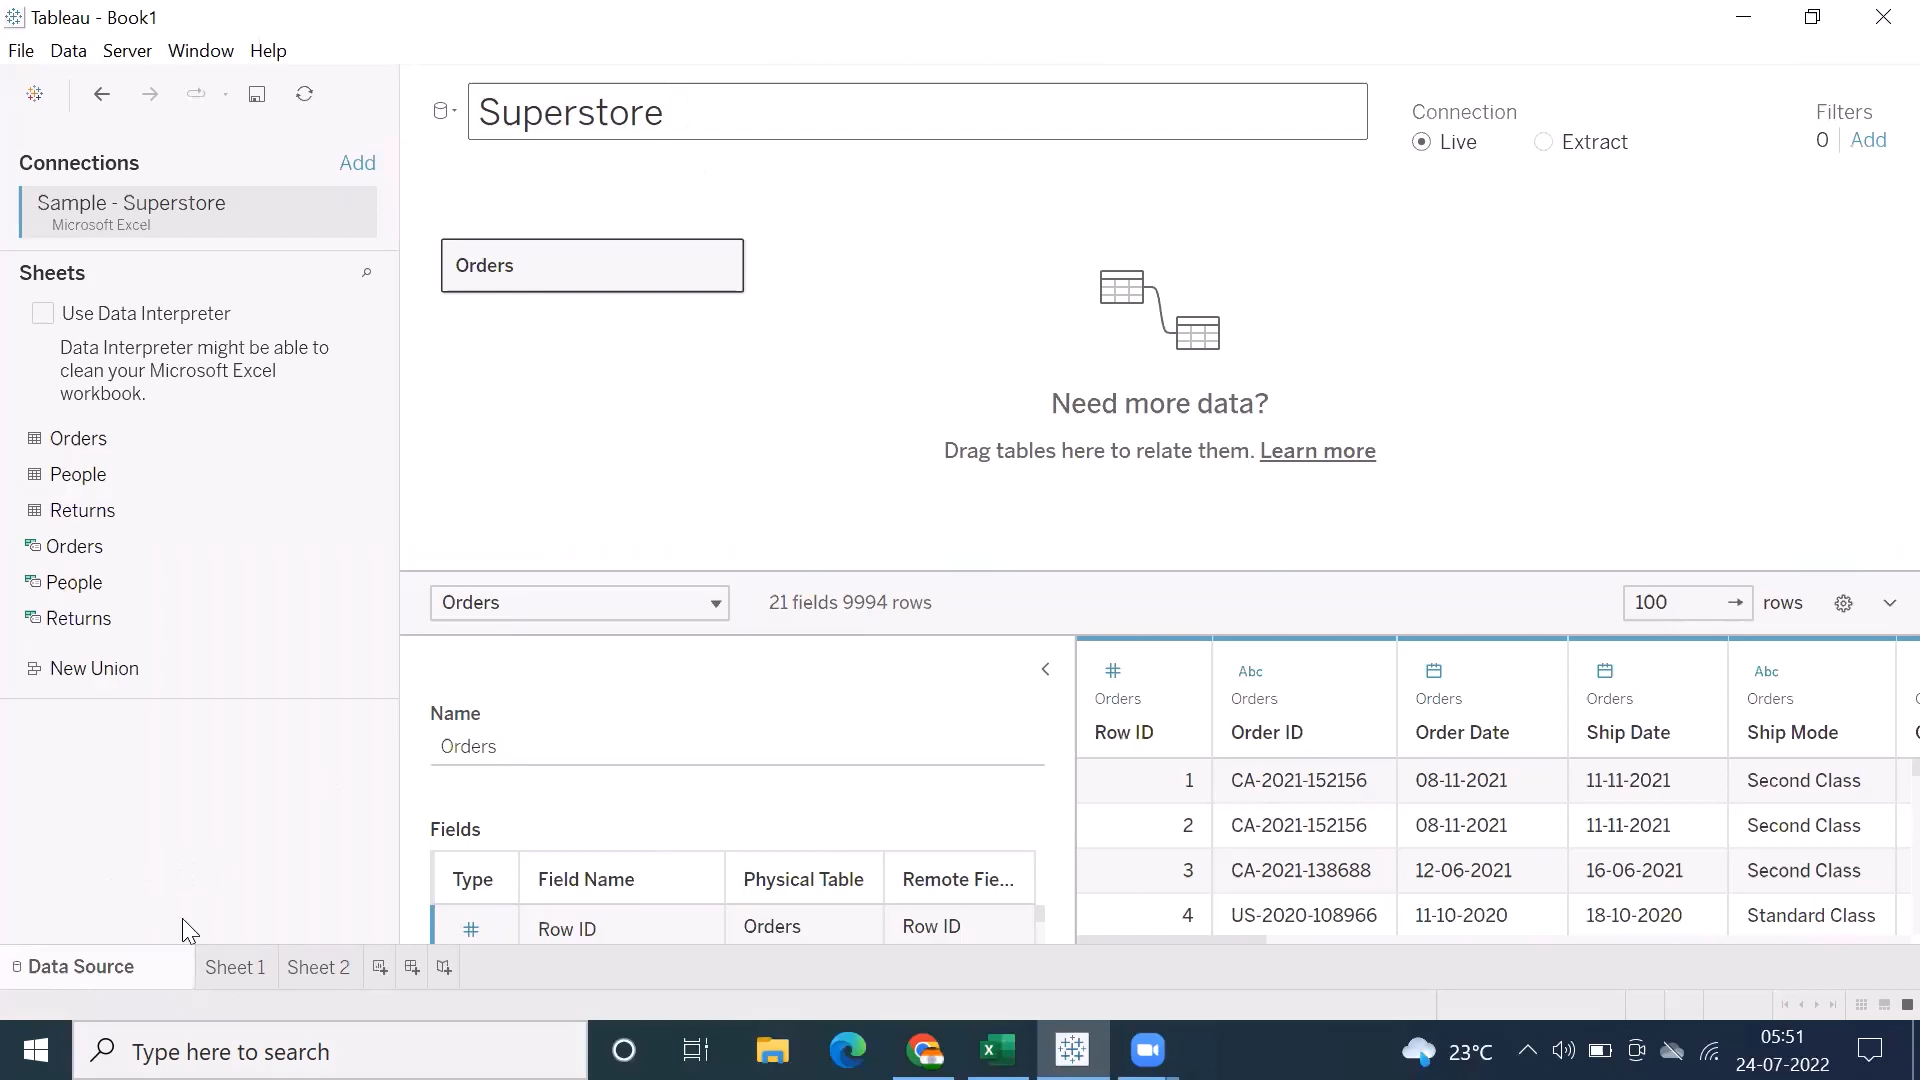 Tableau - Book1
File Data Server Window Help
Superstore
Connection
Live Extract
Filters
0 Add
Connections Add
Sample - Superstore
Microsoft Excel
Sheets
Use Data Interpreter
Data Interpreter might be able to
clean your Microsoft Excel
workbook.
Orders
People
Returns
Orders
People
Returns
New Union
Orders
Need more data?
Drag tables here to relate them. Learn more
Orders 21 fields 9994 rows 100 rows
Name
Orders
Fields
Type Field Name Physical Table Remote Fie...
# Row ID Orders Row ID
# Abc Abc
Orders Orders Orders Orders Orders
Row ID Order ID Order Date Ship Date Ship Mode
1 CA-2021-152156 08-11-2021 11-11-2021 Second Class
2 CA-2021-152156 08-11-2021 11-11-2021 Second Class
3 CA-2021-138688 12-06-2021 16-06-2021 Second Class
4 US-2020-108966 11-10-2020 18-10-2020 Standard Class
Data Source Sheet 1 Sheet 2
Type here to search
23°C
05:51
24-07-2022